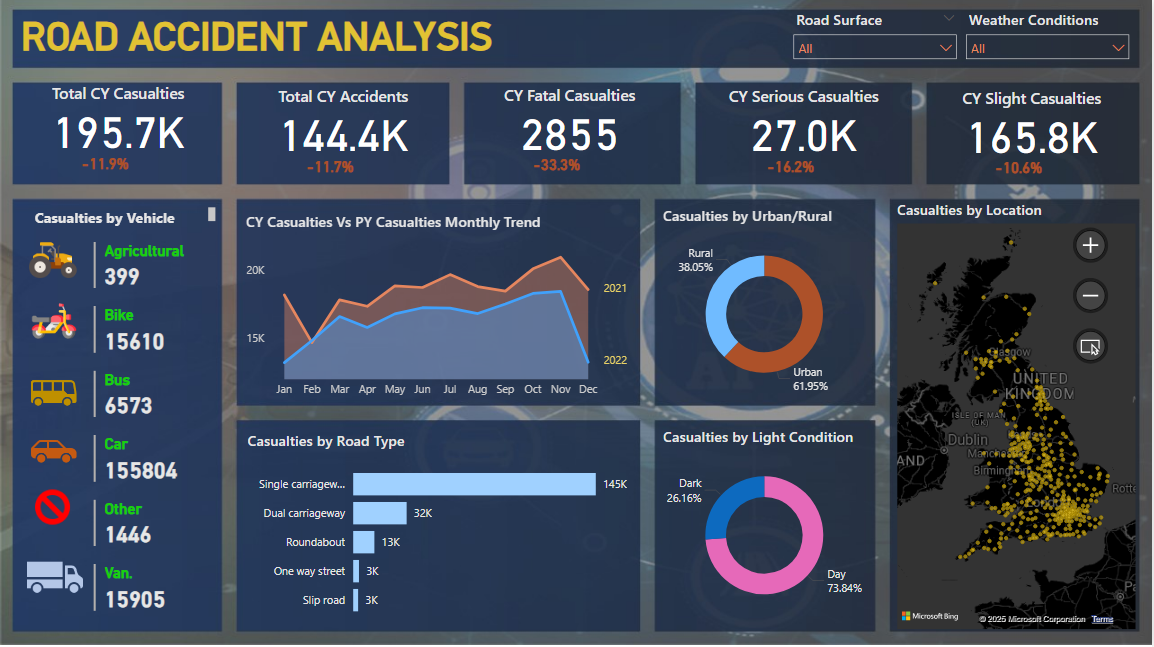 ROAD ACCIDENT ANALYSIS
Road Surface
All
Weather Conditions
All
Total CY Casualties
195.7K
-11.9%
Total CY Accidents
144.4K
-11.7%
CY Fatal Casualties
2855
-33.3%
CY Serious Casualties
27.0K
-16.2%
CY Slight Casualties
165.8K
-10.6%
Casualties by Vehicle
Agricultural
399
Bike
15610
Bus
6573
Car
155804
Other
1446
Van.
15905
CY Casualties Vs PY Casualties Monthly Trend
20K
15K
2021
2022
Jan Feb Mar Apr May Jun Jul Aug Sep Oct Nov Dec
Casualties by Road Type
Single carriagew... 145K
Dual carriageway 32K
Roundabout 13K
One way street 3K
Slip road 3K
Casualties by Urban/Rural
Rural
38.05%
Urban
61.95%
Casualties by Light Condition
Dark
26.16%
Day
73.84%
Casualties by Location
Glasgow
UNITED
KINGDOM
ISLE OF MAN
(UK)
Dublin
AND
Rotte
Microsoft Bing
© 2025 Microsoft Corporation Terms